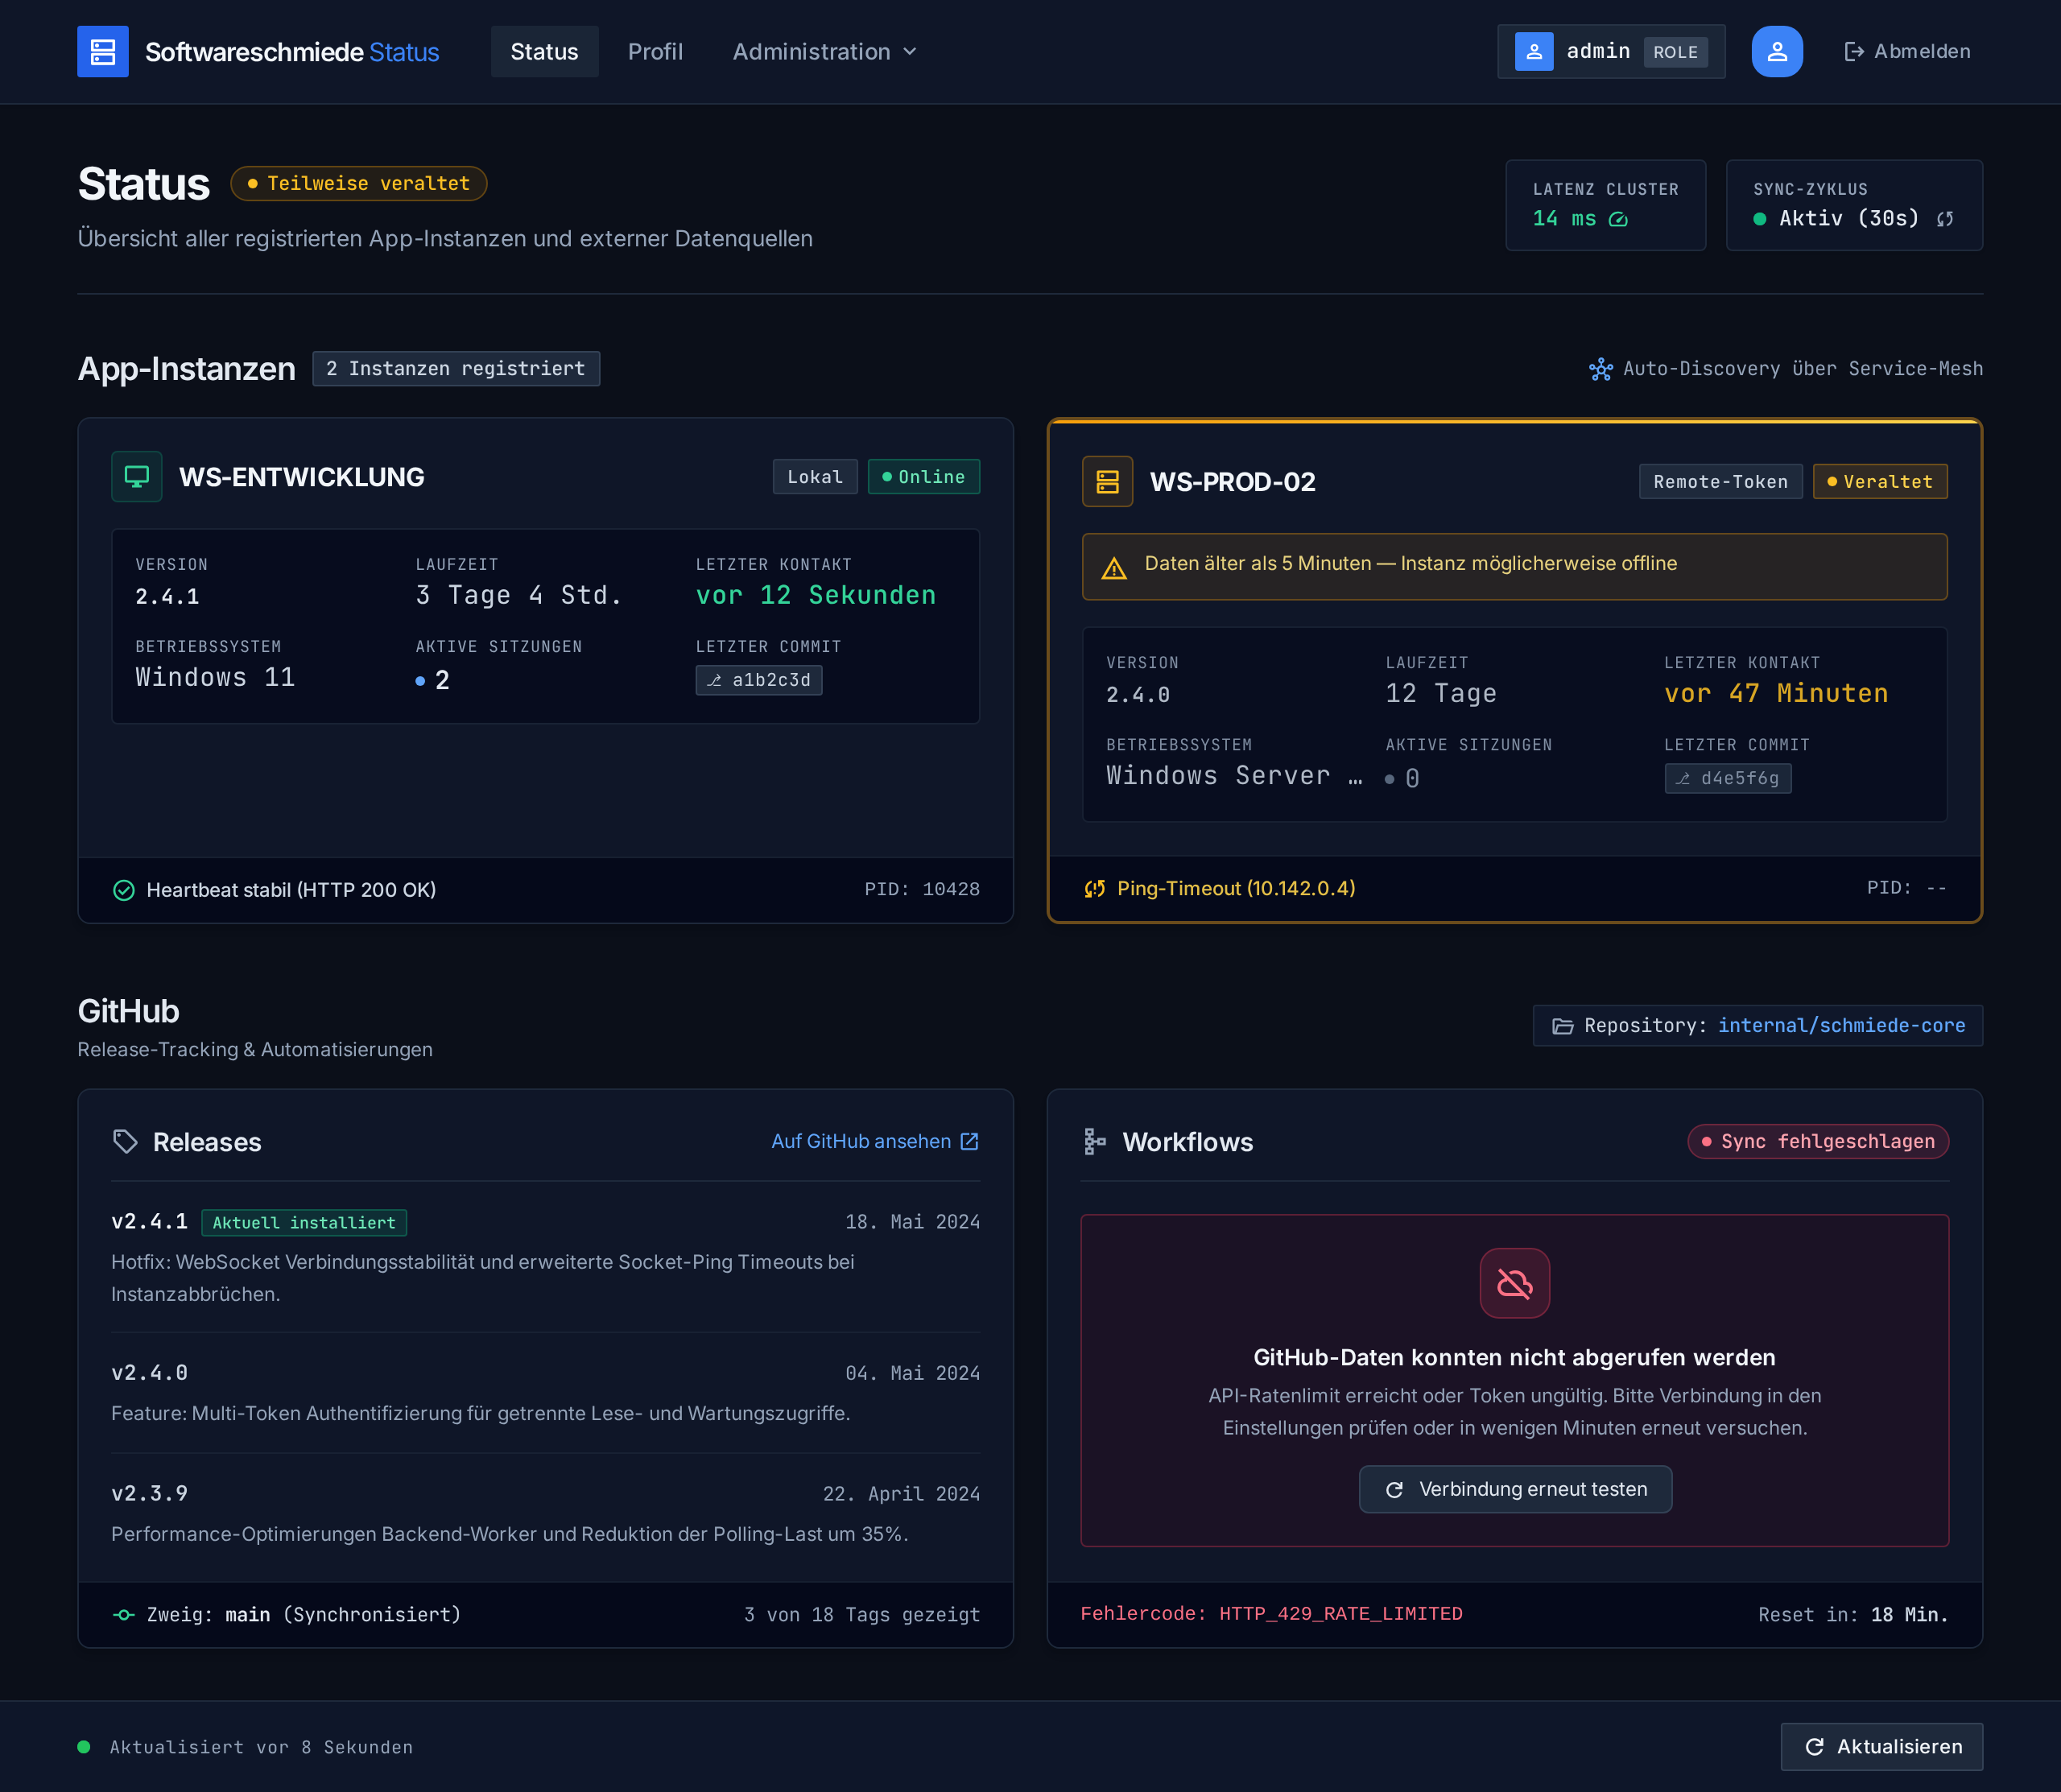 Softwareschmiede Status
Status
Profil
Administration
admin ROLE
Abmelden
Status
Teilweise veraltet
Übersicht aller registrierten App-Instanzen und externer Datenquellen
LATENZ CLUSTER
14 ms
SYNC-ZYKLUS
Aktiv (30s)
App-Instanzen
2 Instanzen registriert
Auto-Discovery über Service-Mesh
WS-ENTWICKLUNG
Lokal
Online
VERSION
2.4.1
LAUFZEIT
3 Tage 4 Std.
LETZTER KONTAKT
vor 12 Sekunden
BETRIEBSSYSTEM
Windows 11
AKTIVE SITZUNGEN
2
LETZTER COMMIT
⎇ a1b2c3d
Heartbeat stabil (HTTP 200 OK)
PID: 10428
WS-PROD-02
Remote-Token
Veraltet
Daten älter als 5 Minuten — Instanz möglicherweise offline
VERSION
2.4.0
LAUFZEIT
12 Tage
LETZTER KONTAKT
vor 47 Minuten
BETRIEBSSYSTEM
Windows Server …
AKTIVE SITZUNGEN
0
LETZTER COMMIT
⎇ d4e5f6g
Ping-Timeout (10.142.0.4)
PID: --
GitHub
Release-Tracking & Automatisierungen
Repository: internal/schmiede-core
Releases
Auf GitHub ansehen
v2.4.1
Aktuell installiert
18. Mai 2024
Hotfix: WebSocket Verbindungsstabilität und erweiterte Socket-Ping Timeouts bei
Instanzabbrüchen.
v2.4.0
04. Mai 2024
Feature: Multi-Token Authentifizierung für getrennte Lese- und Wartungszugriffe.
v2.3.9
22. April 2024
Performance-Optimierungen Backend-Worker und Reduktion der Polling-Last um 35%.
Zweig: main (Synchronisiert)
3 von 18 Tags gezeigt
Workflows
Sync fehlgeschlagen
GitHub-Daten konnten nicht abgerufen werden
API-Ratenlimit erreicht oder Token ungültig. Bitte Verbindung in den
Einstellungen prüfen oder in wenigen Minuten erneut versuchen.
Verbindung erneut testen
Fehlercode: HTTP_429_RATE_LIMITED
Reset in: 18 Min.
Aktualisiert vor 8 Sekunden
Aktualisieren